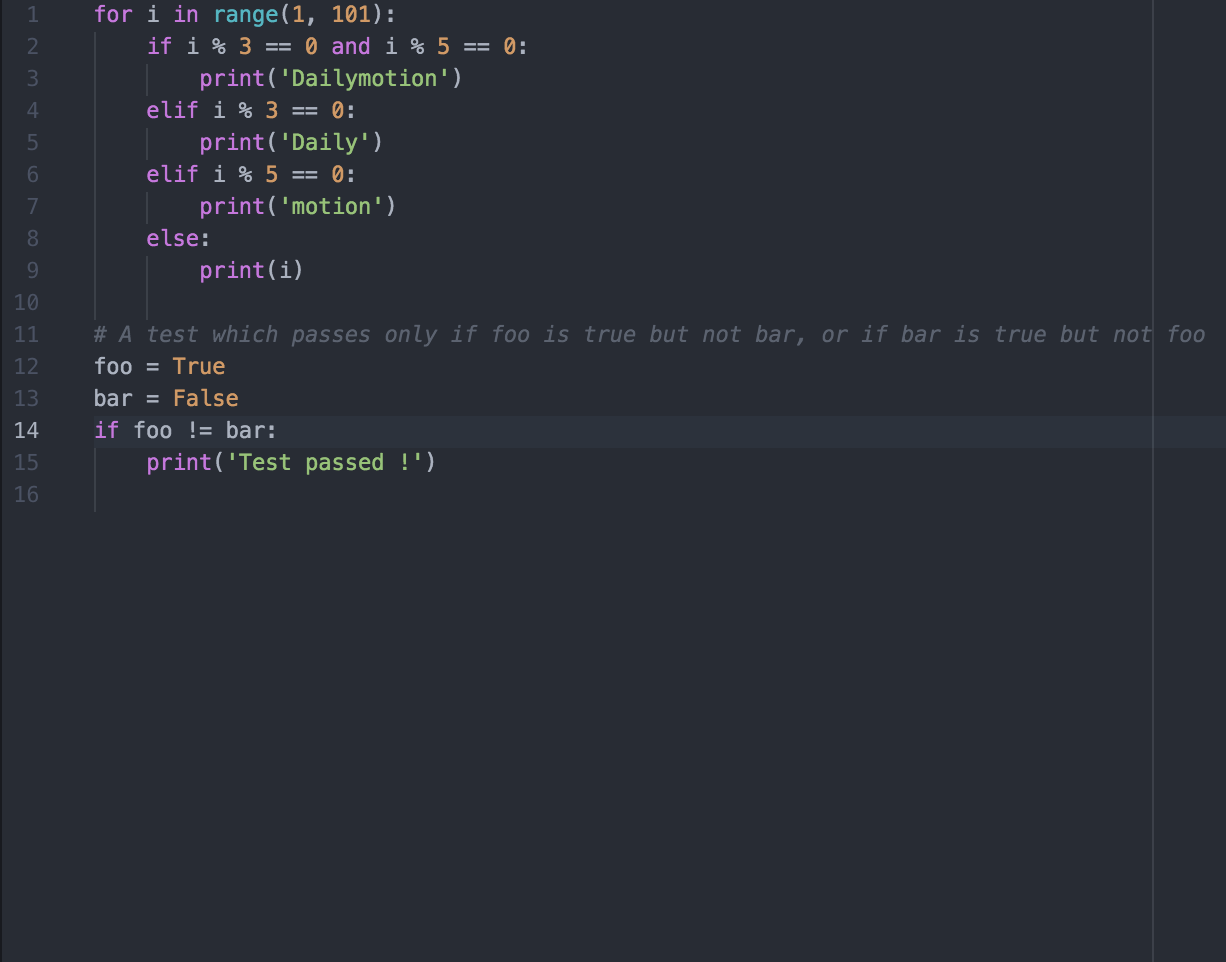 1 for i in range(1, 101):
2     if i % 3 == 0 and i % 5 == 0:
3         print('Dailymotion')
4     elif i % 3 == 0:
5         print('Daily')
6     elif i % 5 == 0:
7         print('motion')
8     else:
9         print(i)
10
11 # A test which passes only if foo is true but not bar, or if bar is true but not foo
12 foo = True
13 bar = False
14 if foo != bar:
15     print('Test passed !')
16